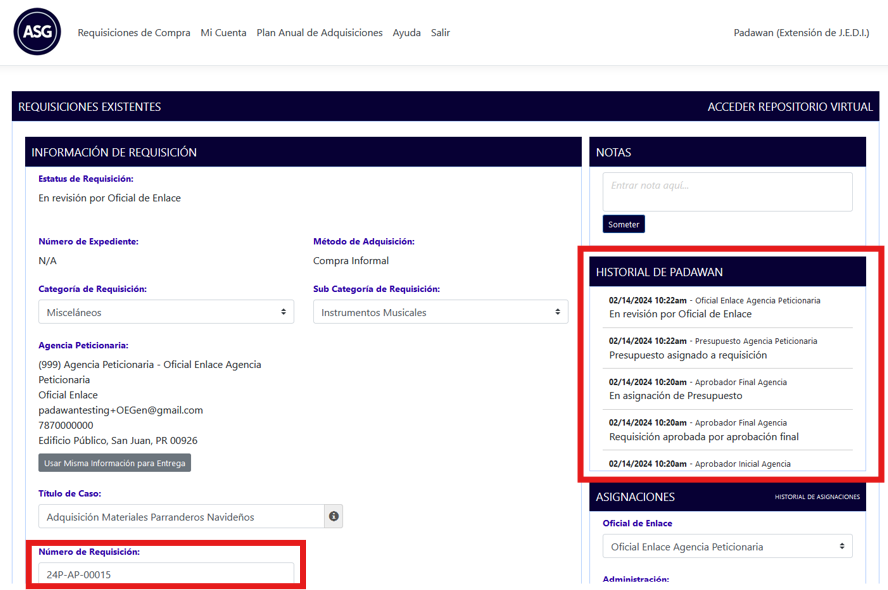 ASG
Requisiciones de Compra Mi Cuenta Plan Anual de Adquisiciones Ayuda Salir
Padawan (Extensión de J.E.D.I.)
REQUISICIONES EXISTENTES
ACCEDER REPOSITORIO VIRTUAL
INFORMACIÓN DE REQUISICIÓN
Estatus de Requisición:
En revisión por Oficial de Enlace
Número de Expediente:
N/A
Método de Adquisición:
Compra Informal
Categoría de Requisición:
Misceláneos
Sub Categoría de Requisición:
Instrumentos Musicales
Agencia Peticionaria:
(999) Agencia Peticionaria - Oficial Enlace Agencia
Peticionaria
Oficial Enlace
padawantesting+OEGen@gmail.com
7870000000
Edificio Público, San Juan, PR 00926
Usar Misma Información para Entrega
Título de Caso:
Adquisición Materiales Parranderos Navideños
Número de Requisición:
24P-AP-00015
NOTAS
Entrar nota aquí...
Someter
HISTORIAL DE PADAWAN
02/14/2024 10:22am - Oficial Enlace Agencia Peticionaria
En revisión por Oficial de Enlace
02/14/2024 10:22am - Presupuesto Agencia Peticionaria
Presupuesto asignado a requisición
02/14/2024 10:20am - Aprobador Final Agencia
En asignación de Presupuesto
02/14/2024 10:20am - Aprobador Final Agencia
Requisición aprobada por aprobación final
02/14/2024 10:20am - Aprobador Inicial Agencia
ASIGNACIONES
HISTORIAL DE ASIGNACIONES
Oficial de Enlace
Oficial Enlace Agencia Peticionaria
Administración: